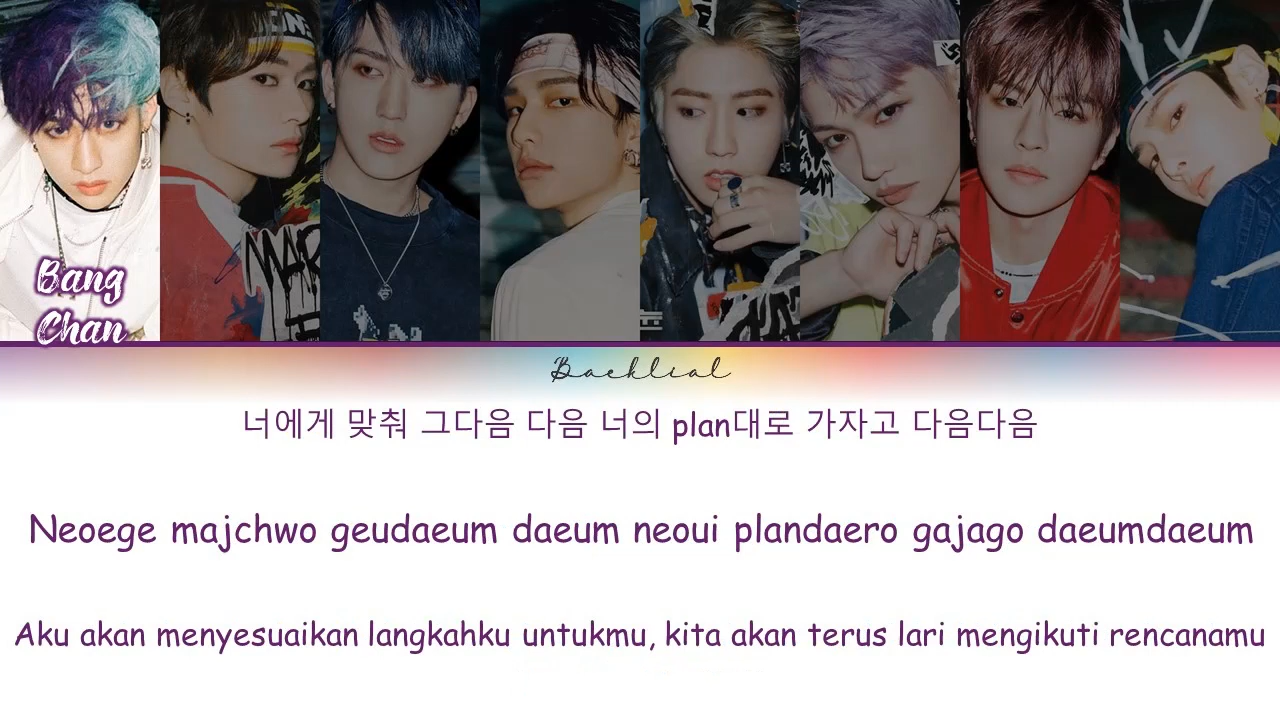 Bang
Chan
Backlial
너에게 맞춰 그다음 다음 너의 plan대로 가자고 다음다음
Neoege majchwo geudaeum daeum neoui plandaero gajago daeumdaeum
Aku akan menyesuaikan langkahku untukmu, kita akan terus lari mengikuti rencanamu